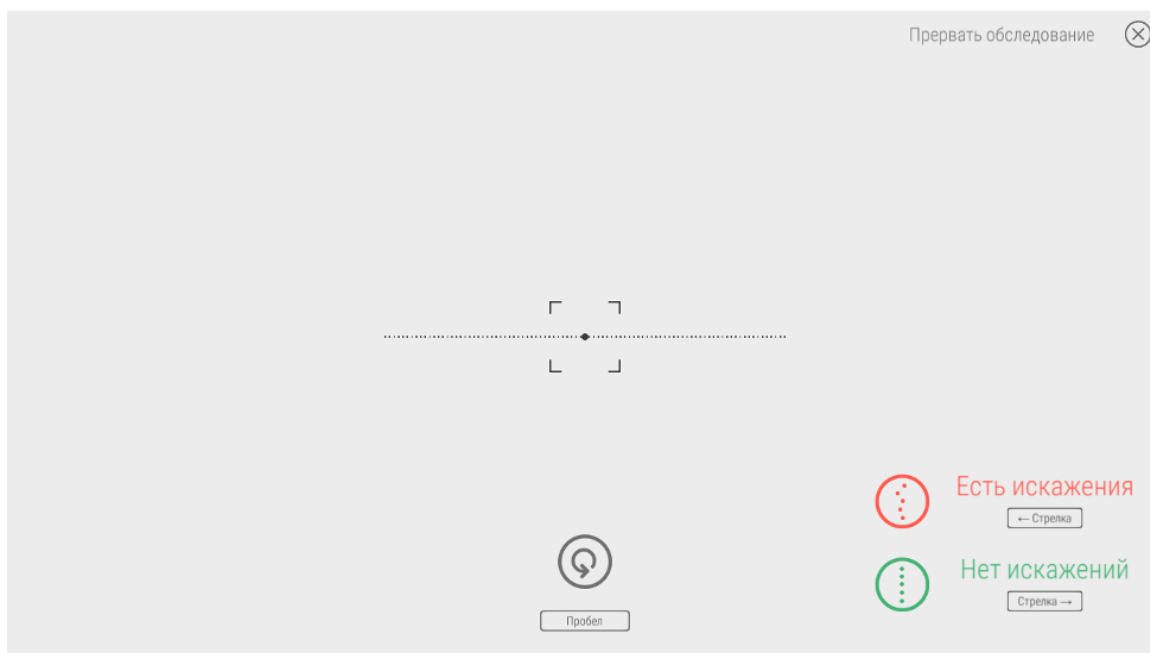 Прервать обследование
Есть искажения
← Стрелка
Нет искажений
Стрелка →
Пробел